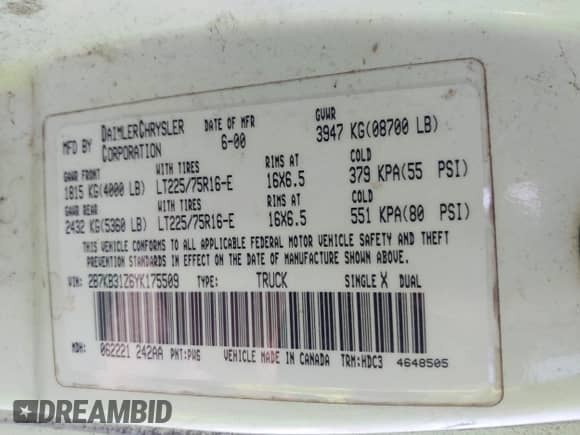 MFD BY DAIMLERCHRYSLER CORPORATION DATE OF MFR 6-00 GVWR 3947 KG(08700 LB)
GAWR FRONT WITH TIRES RIMS AT COLD
1815 KG(4000 LB) LT225/75R16-E 16X6.5 379 KPA(55 PSI)
GAWR REAR WITH TIRES RIMS AT COLD
2432 KG(5360 LB) LT225/75R16-E 16X6.5 551 KPA(80 PSI)
THIS VEHICLE CONFORMS TO ALL APPLICABLE FEDERAL MOTOR VEHICLE SAFETY AND THEFT
PREVENTION STANDARDS IN EFFECT ON THE DATE OF MANUFACTURE SHOWN ABOVE.
VIN: 2B7KB31Z6YK175509 TYPE: TRUCK SINGLE X DUAL
MDH: 062221 242AA PNT:PVG VEHICLE MADE IN CANADA TRM:HDC3 4648505
DREAMBID